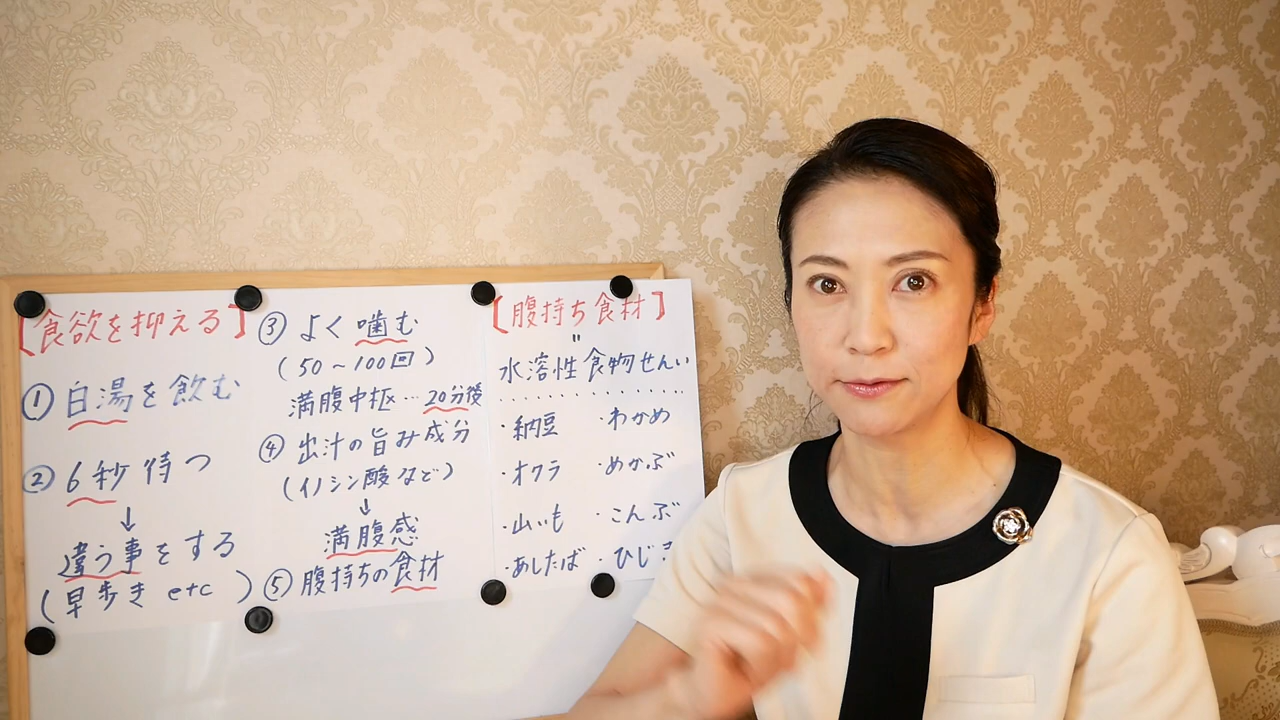 【食欲を抑える】
① 白湯を飲む
② 6秒待つ
↓
違う事をする
(早歩き etc )
③ よく噛む
(50〜100回)
満腹中枢…20分後
④ 出汁の旨み成分
(イノシン酸など)
↓
満腹感
⑤ 腹持ちの食材
【腹持ち食材】
〃
水溶性食物せんい
・納豆 ・わかめ
・オクラ ・めかぶ
・山いも ・こんぶ
・あしたば ・ひじき